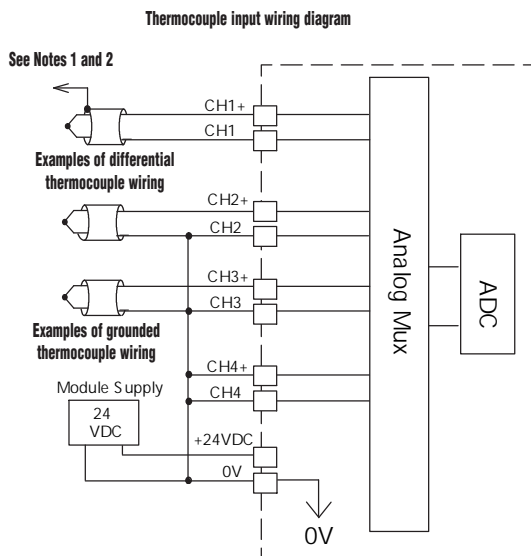 Thermocouple input wiring diagram
See Notes 1 and 2
CH1+
CH1
Examples of differential
thermocouple wiring
CH2+
CH2
CH3+
CH3
Examples of grounded
thermocouple wiring
CH4+
CH4
Module Supply
24
VDC
+24VDC
0V
0V
Analog Mux
ADC